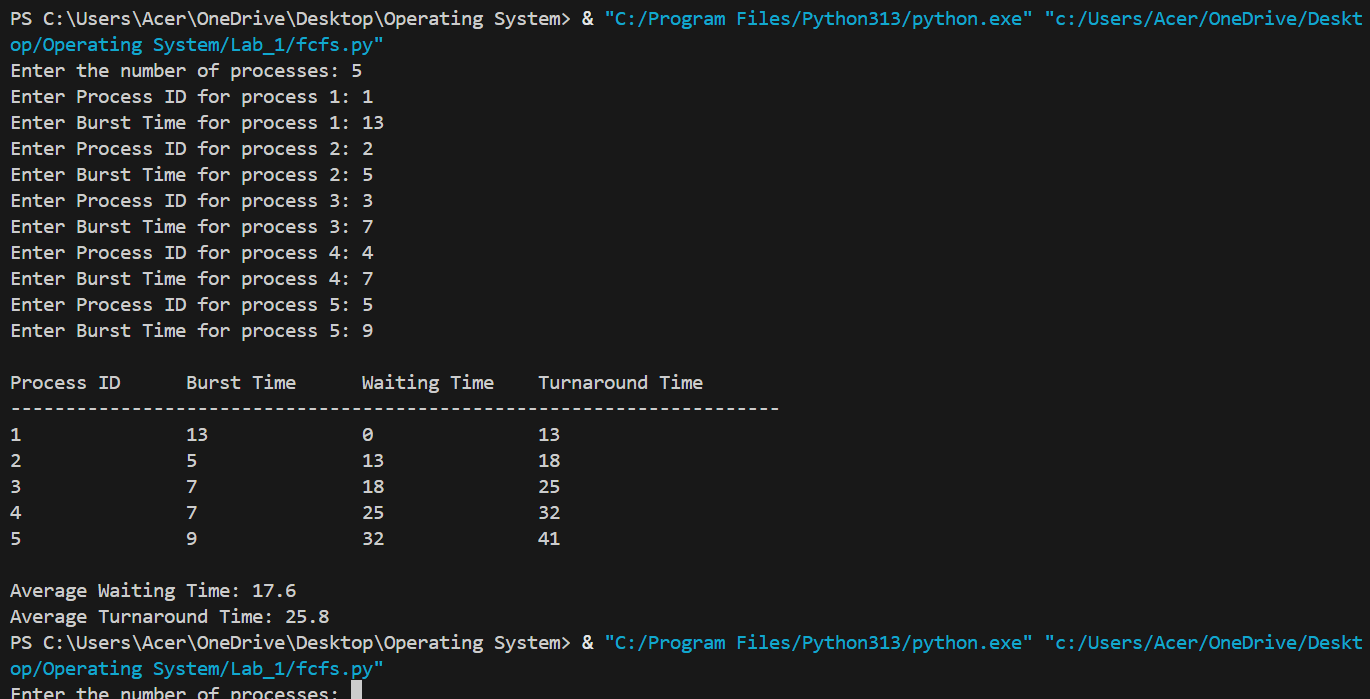 PS C:\Users\Acer\OneDrive\Desktop\Operating System> & "C:/Program Files/Python313/python.exe" "c:/Users/Acer/OneDrive/Deskt
op/Operating System/Lab_1/fcfs.py"
Enter the number of processes: 5
Enter Process ID for process 1: 1
Enter Burst Time for process 1: 13
Enter Process ID for process 2: 2
Enter Burst Time for process 2: 5
Enter Process ID for process 3: 3
Enter Burst Time for process 3: 7
Enter Process ID for process 4: 4
Enter Burst Time for process 4: 7
Enter Process ID for process 5: 5
Enter Burst Time for process 5: 9

Process ID      Burst Time      Waiting Time    Turnaround Time
----------------------------------------------------------------------
1               13              0               13
2               5               13              18
3               7               18              25
4               7               25              32
5               9               32              41

Average Waiting Time: 17.6
Average Turnaround Time: 25.8
PS C:\Users\Acer\OneDrive\Desktop\Operating System> & "C:/Program Files/Python313/python.exe" "c:/Users/Acer/OneDrive/Deskt
op/Operating System/Lab_1/fcfs.py"
Enter the number of processes: